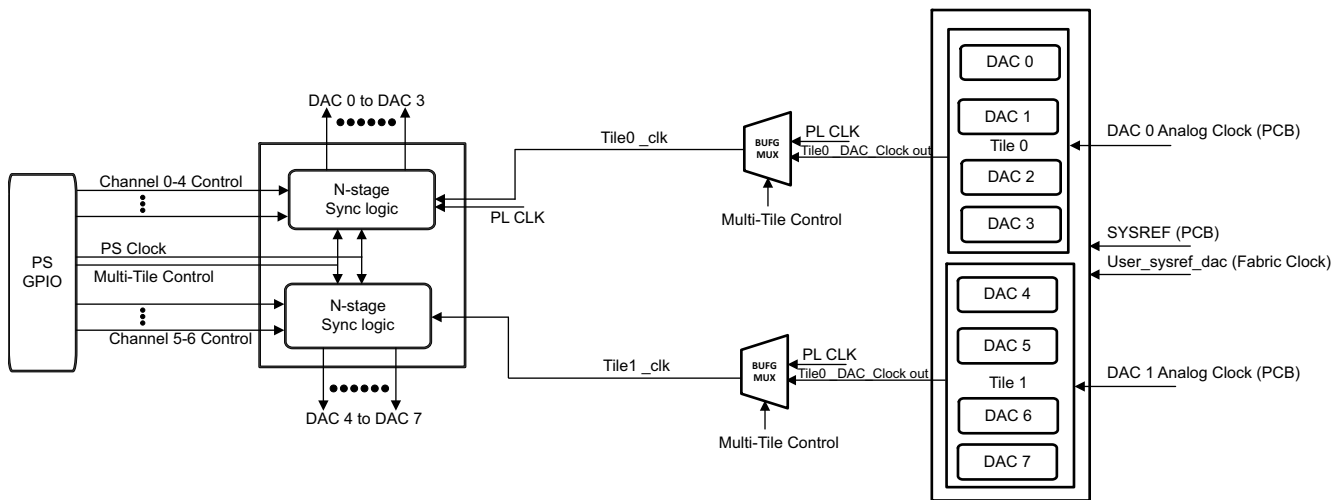 DAC 0 to DAC 3
Channel 0-4 Control
N-stage
Sync logic
PL CLK
PS Clock
Multi-Tile Control
PS
GPIO
N-stage
Sync logic
Channel 5-6 Control
DAC 4 to DAC 7
Tile0 _clk
BUFG
MUX
PL CLK
Tile0 _DAC_Clock out
Multi-Tile Control
Tile1 _clk
BUFG
MUX
PL CLK
Tile0 _DAC_Clock out
Multi-Tile Control
DAC 0
DAC 1
Tile 0
DAC 2
DAC 3
DAC 4
DAC 5
Tile 1
DAC 6
DAC 7
DAC 0 Analog Clock (PCB)
SYSREF (PCB)
User_sysref_dac (Fabric Clock)
DAC 1 Analog Clock (PCB)